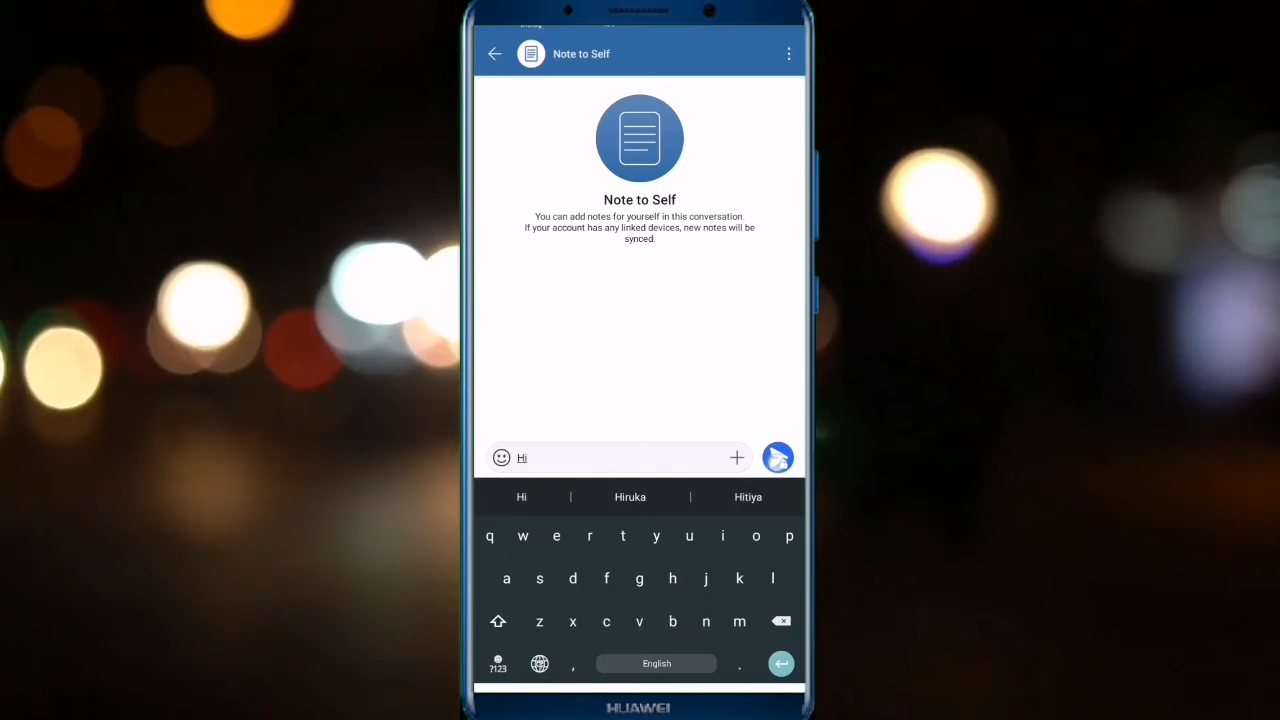 Note to Self
Note to Self
You can add notes for yourself in this conversation.
If your account has any linked devices, new notes will be
synced.
Hi
Hi | Hiruka | Hitiya
q w e r t y u i o p
a s d f g h j k l
z x c v b n m
?123 , English .
HUAWEI